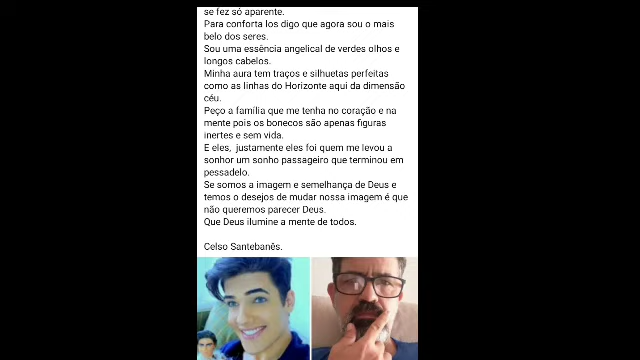 se fez só aparente.
Para conforta los digo que agora sou o mais
belo dos seres.
Sou uma essência angelical de verdes olhos e
longos cabelos.
Minha aura tem traços e silhuetas perfeitas
como as linhas do Horizonte aqui da dimensão
céu.
Peço a família que me tenha no coração e na
mente pois os bonecos são apenas figuras
inertes e sem vida.
E eles,  justamente eles foi quem me levou a
sonhor um sonho passageiro que terminou em
pessadelo.
Se somos a imagem e semelhança de Deus e
temos o desejos de mudar nossa imagem é que
não queremos parecer Deus.
Que Deus ilumine a mente de todos.
Celso Santebanês.